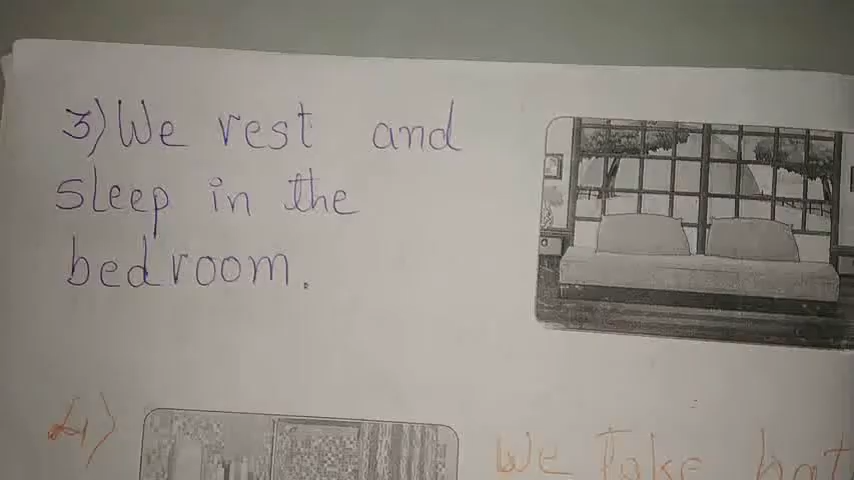 3) We rest and
sleep in the
bedroom.
4)
We Take